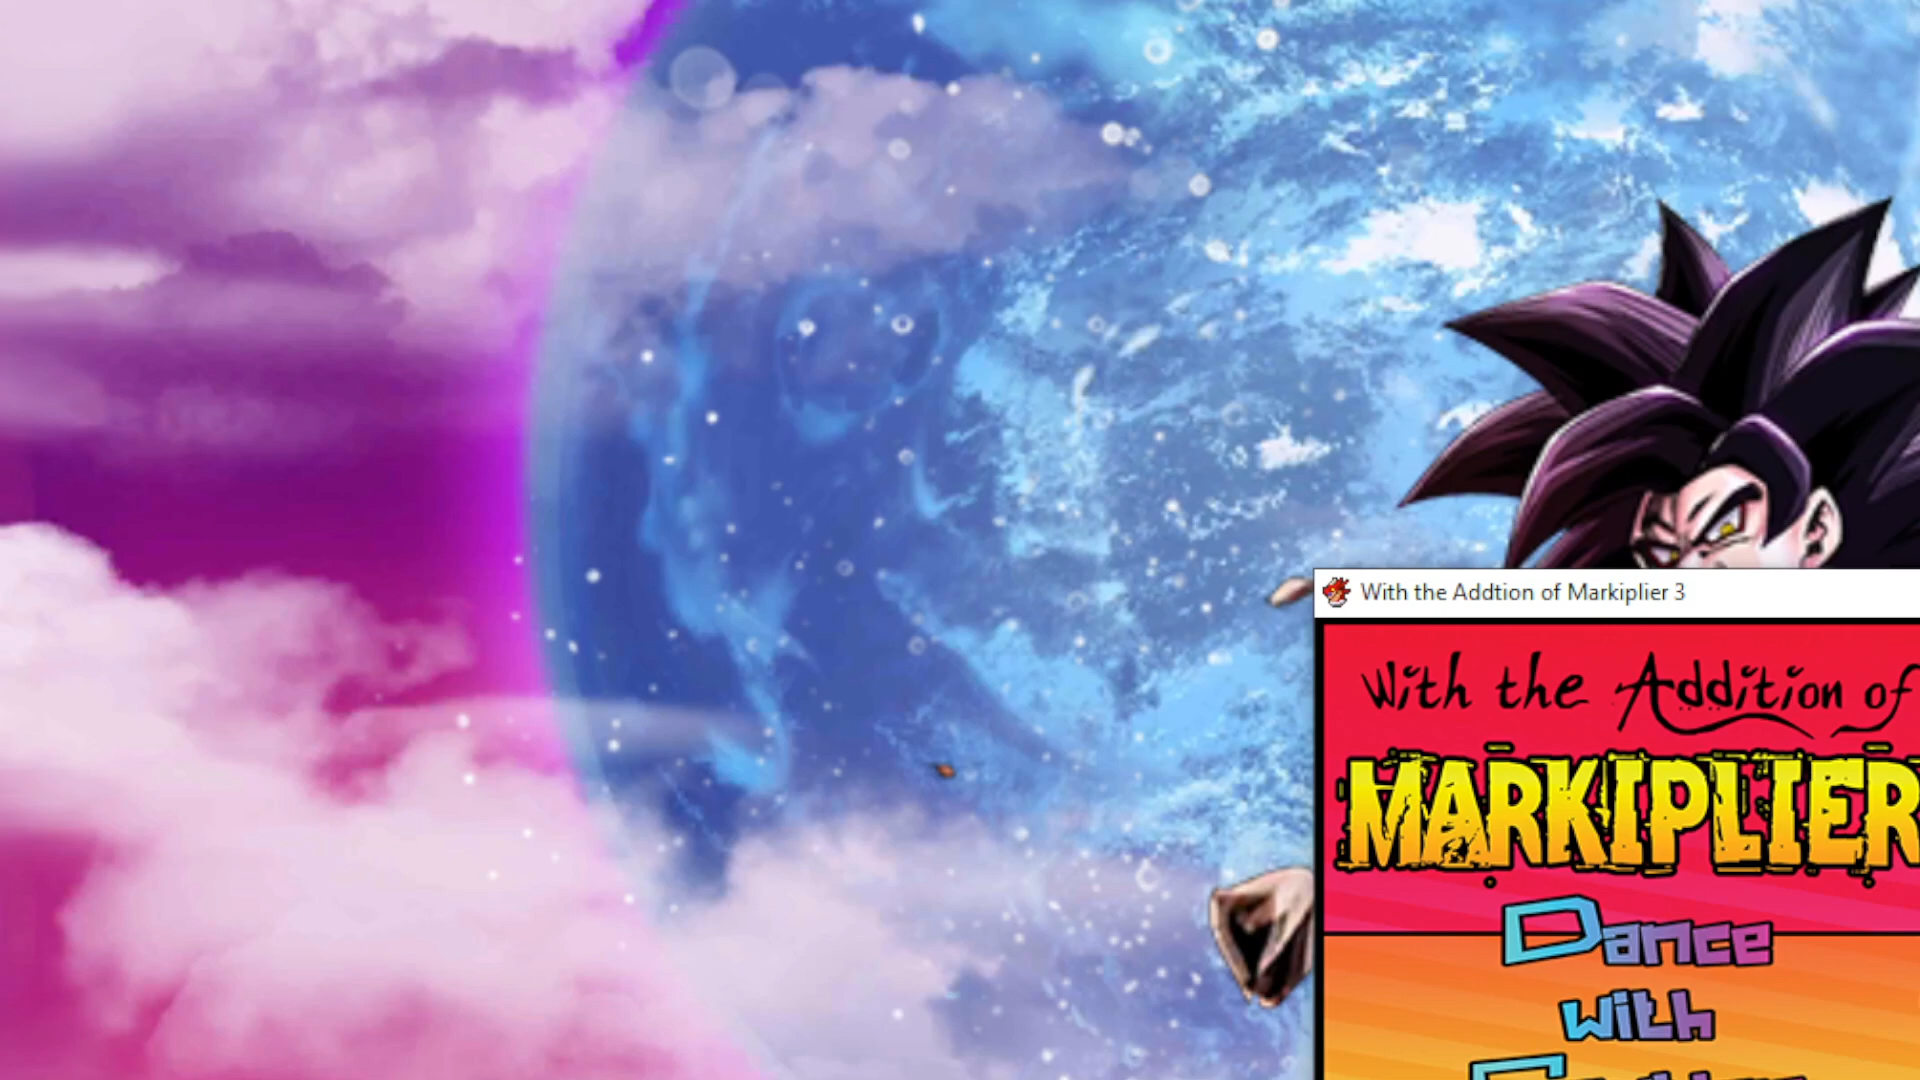 With the Addtion of Markiplier 3
With the Addition of
MARKIPLIER
Dance
with